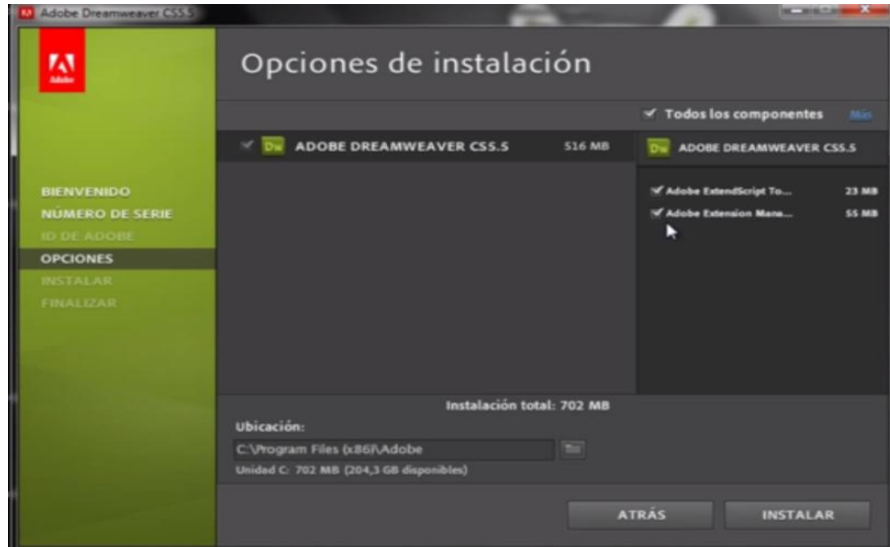 Adobe Dreamweaver CS5.5
Adobe
Opciones de instalación
Todos los componentes
Más
Dw
ADOBE DREAMWEAVER CS5.5
516 MB
Dw
ADOBE DREAMWEAVER CS5.5
Adobe ExtendScript To...
23 MB
Adobe Extension Mana...
55 MB
BIENVENIDO
NÚMERO DE SERIE
ID DE ADOBE
OPCIONES
INSTALAR
FINALIZAR
Instalación total: 702 MB
Ubicación:
C:\Program Files (x86)\Adobe
Unidad C: 702 MB (204,3 GB disponibles)
ATRÁS
INSTALAR